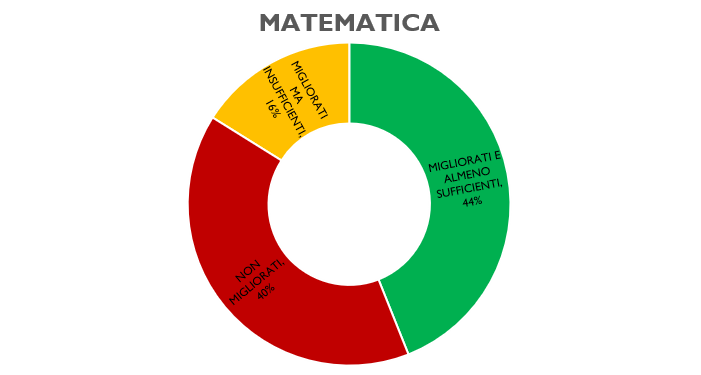 MATEMATICA
MIGLIORATI
MA
INSUFFICIENTI,
16%
MIGLIORATI E
ALMENO
SUFFICIENTI,
44%
NON
MIGLIORATI,
40%